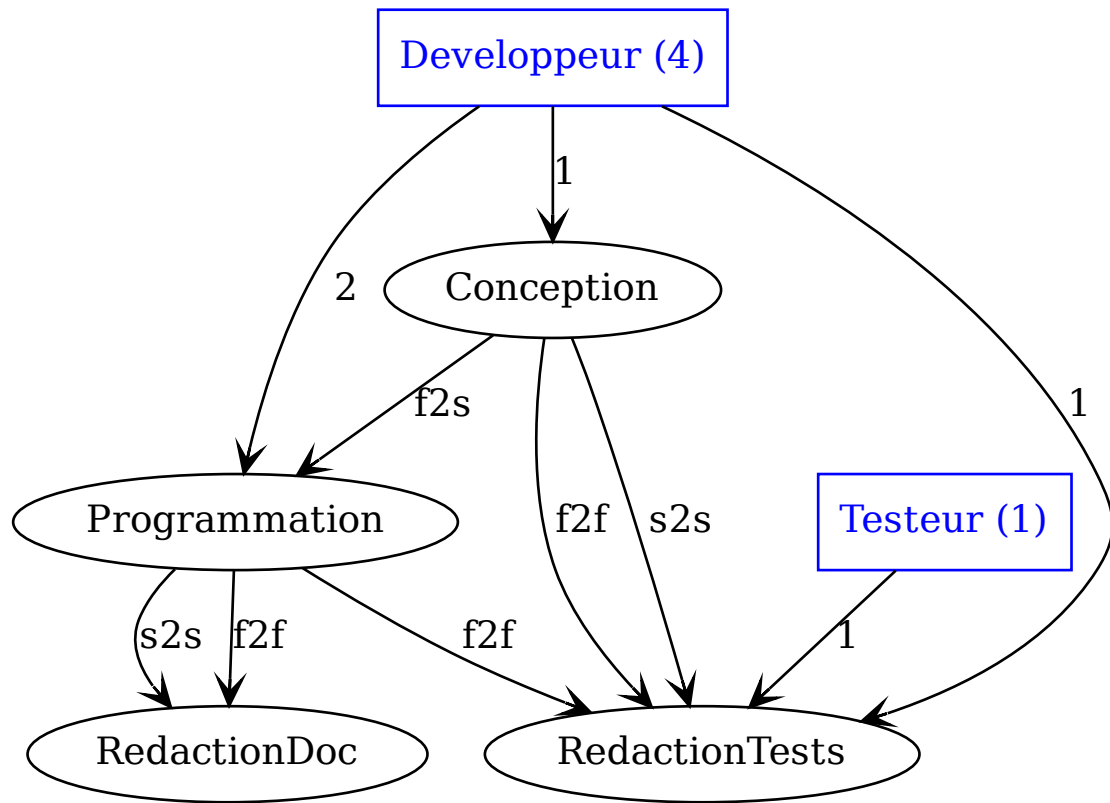 Developpeur (4)
1
2
Conception
f2s
1
f2f
s2s
Programmation
Testeur (1)
s2s
f2f
f2f
1
RedactionDoc
RedactionTests